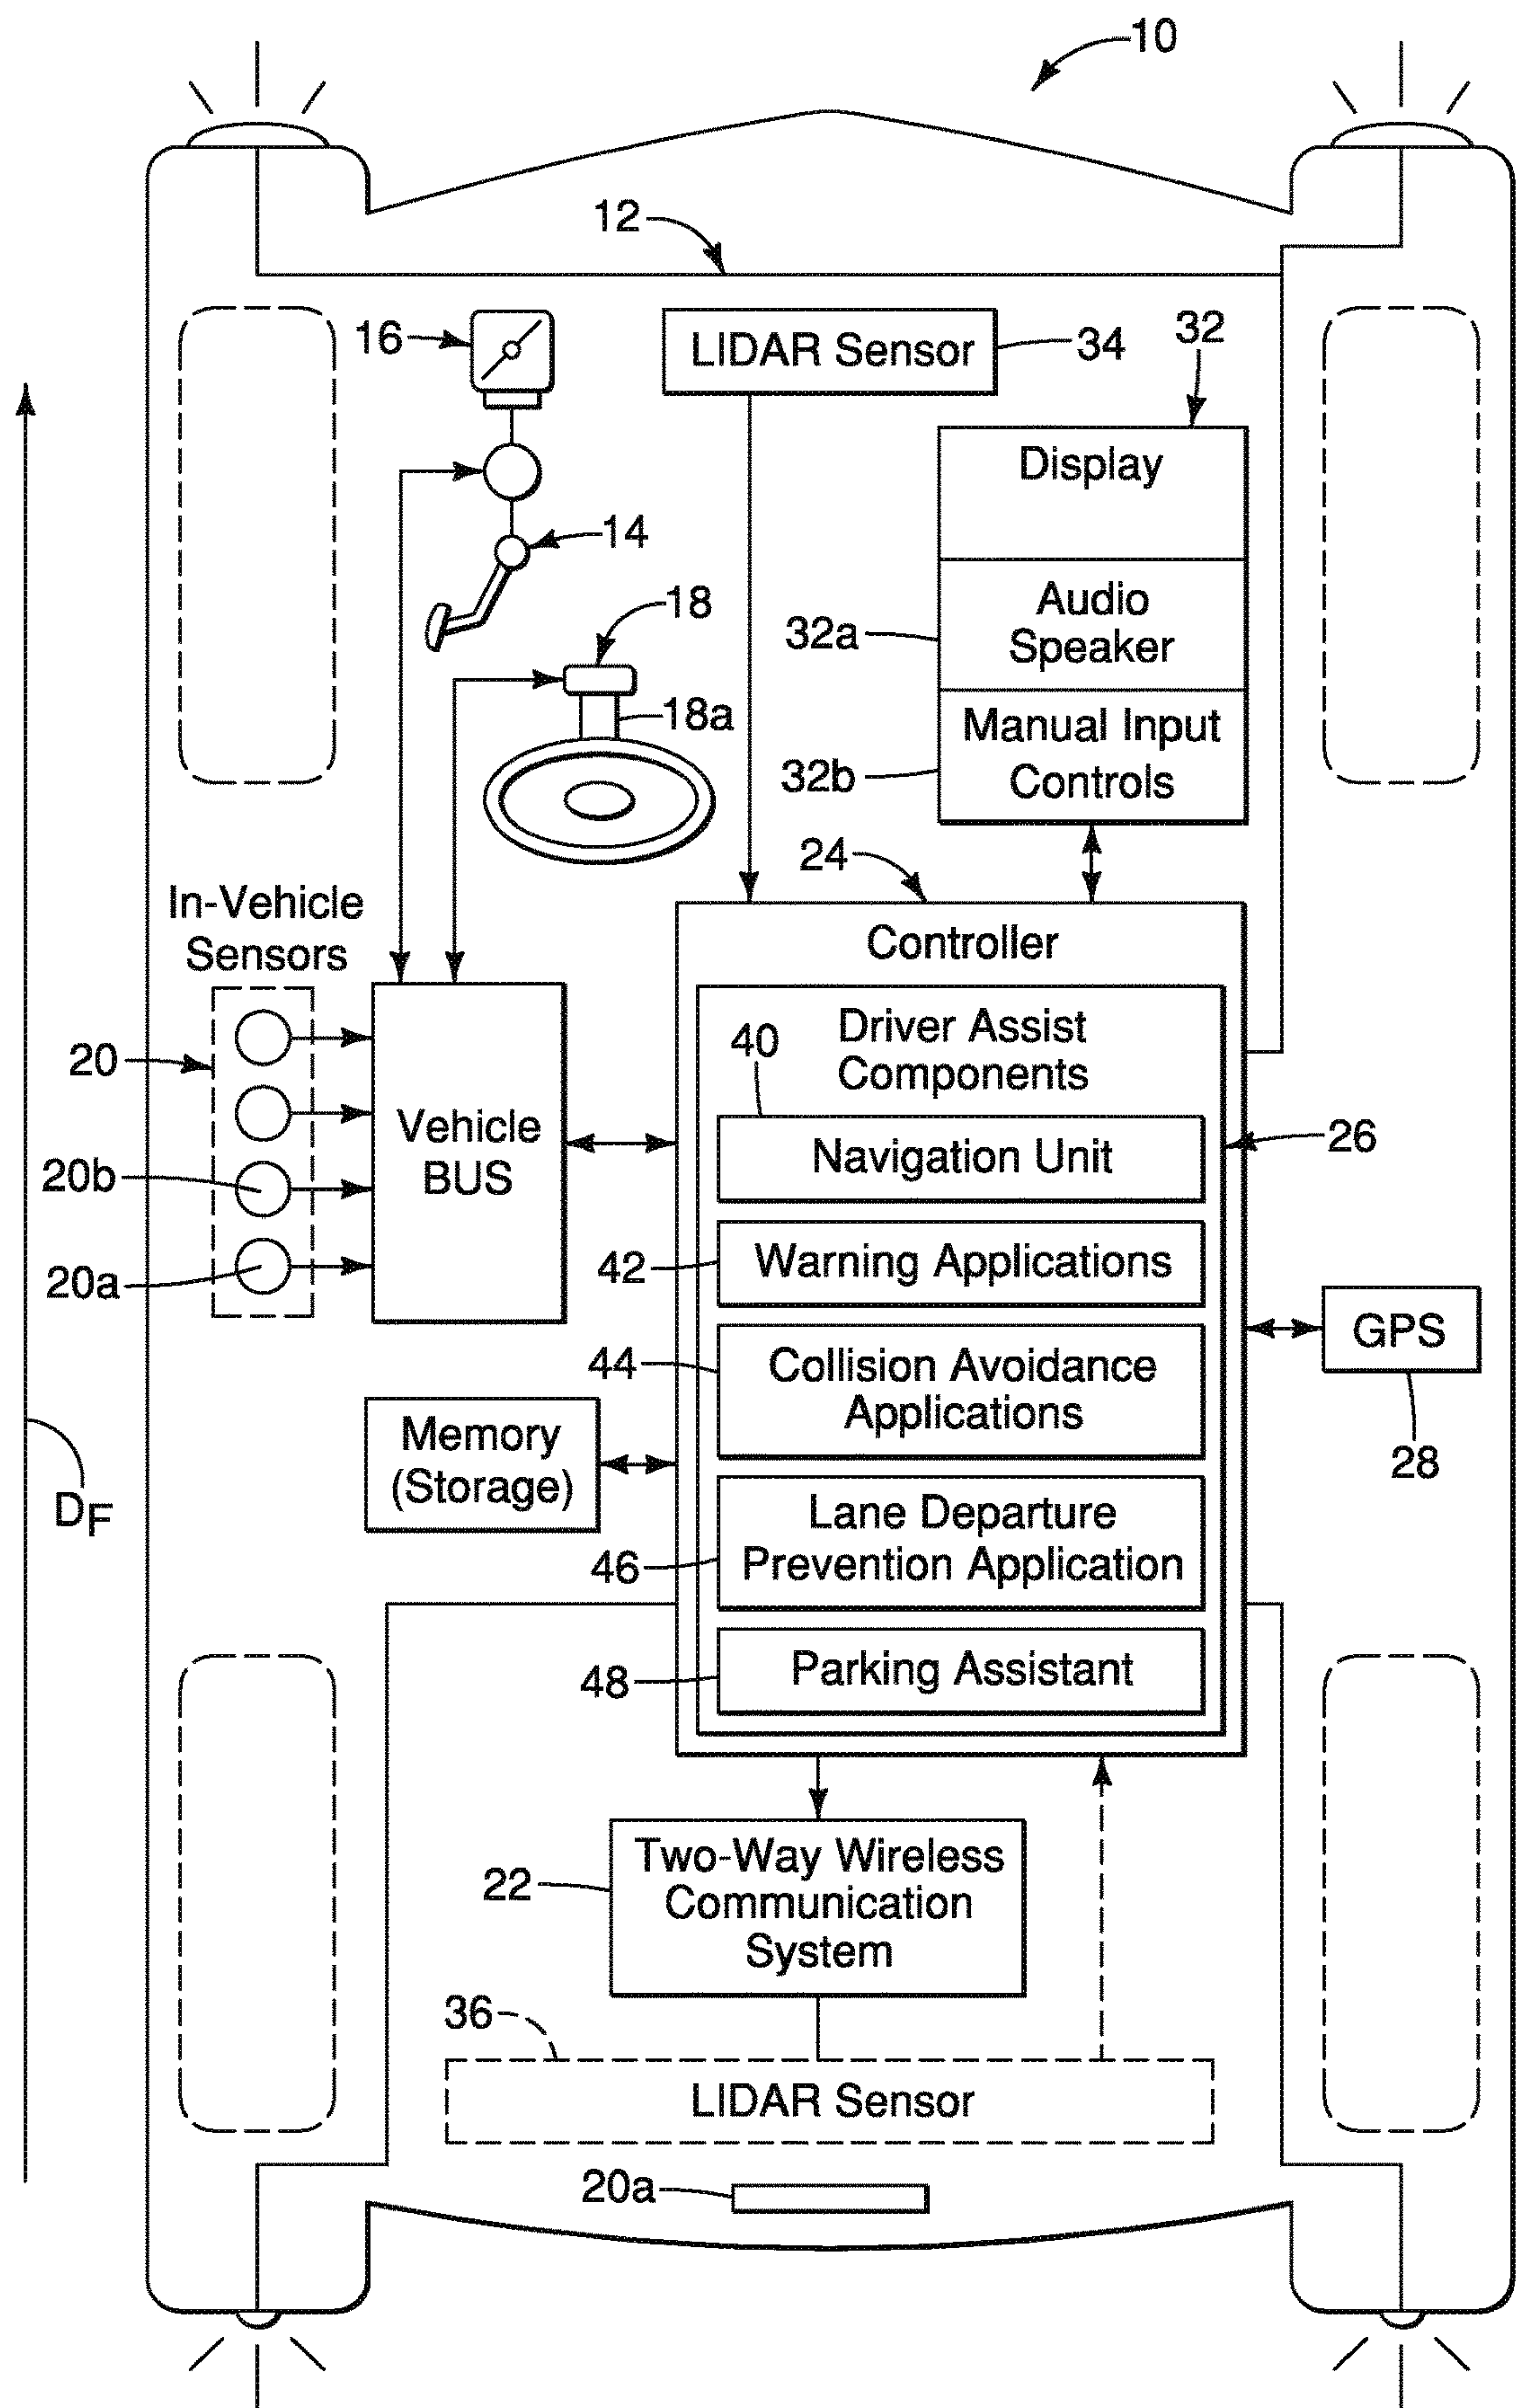 10
12
16
LIDAR Sensor
34
32
Display
14
Audio
Speaker
32a
18
18a
Manual Input
Controls
32b
24
In-Vehicle
Sensors
Controller
Driver Assist
Components
40
20
Vehicle
BUS
Navigation Unit
26
20b
20a
42
Warning Applications
GPS
44
Collision Avoidance
Applications
28
Memory
(Storage)
DF
Lane Departure
Prevention Application
46
48
Parking Assistant
22
Two-Way Wireless
Communication
System
36
LIDAR Sensor
20a